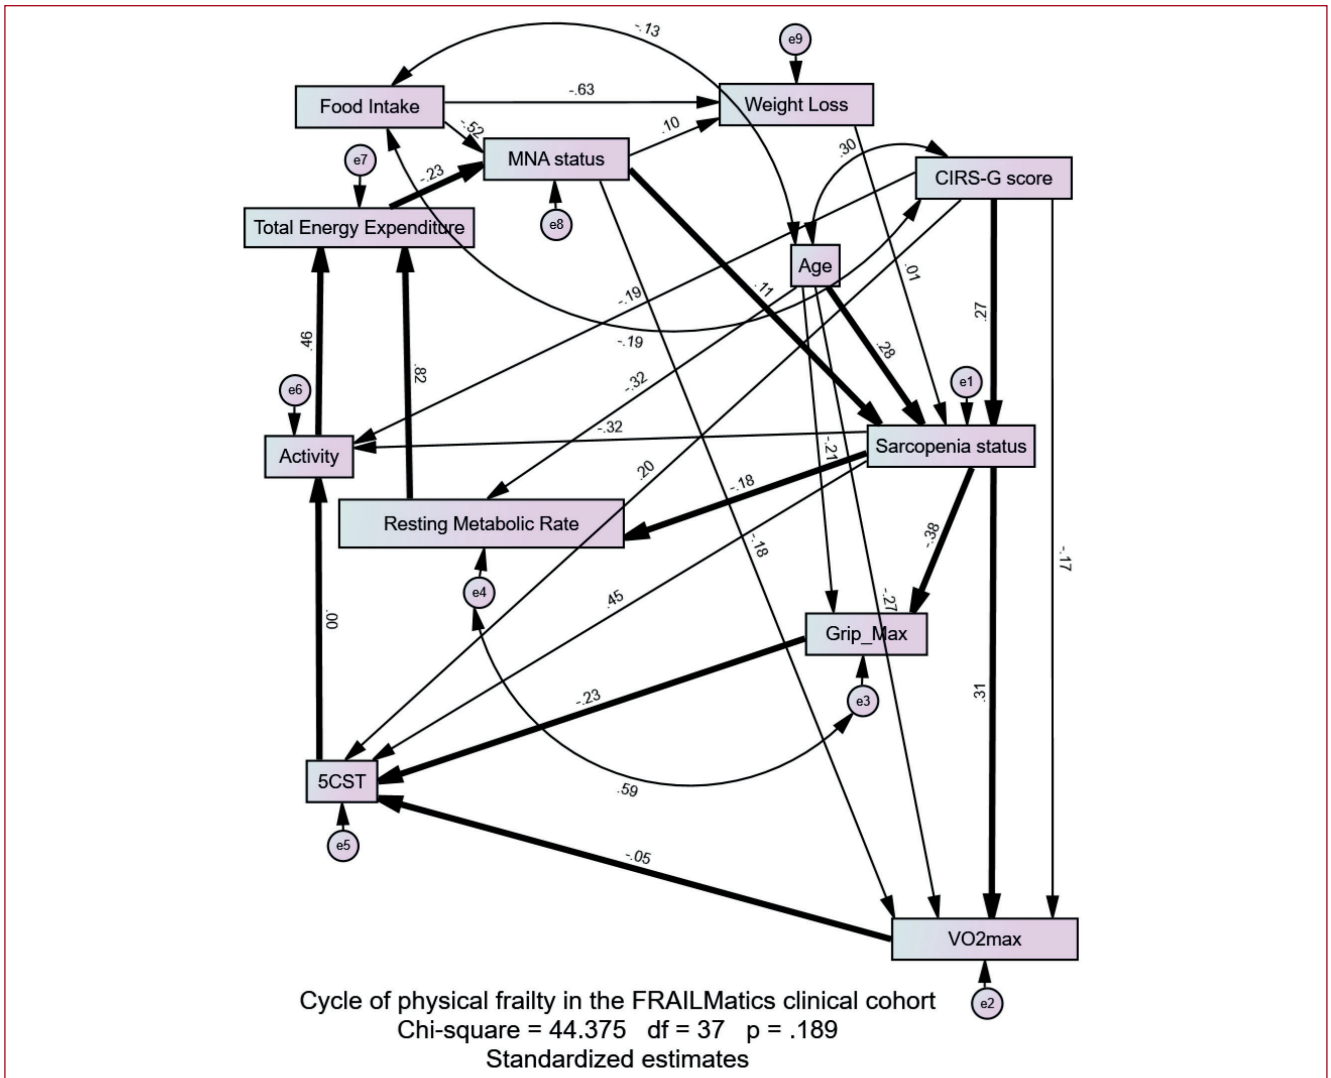 -.13
e9
Food Intake
-.63
Weight Loss
-.52
.10
.30
e7
MNA status
CIRS-G score
-.23
e8
Total Energy Expenditure
Age
.01
.11
-.19
.27
-.19
.46
.28
.82
-.32
e6
e1
-.32
Activity
Sarcopenia status
-.21
.20
-.18
Resting Metabolic Rate
-.38
-.18
-.17
e4
.45
-.27
.00
Grip_Max
-.23
e3
.31
5CST
.59
e5
-.05
VO2max
e2
Cycle of physical frailty in the FRAILMatics clinical cohort
Chi-square = 44.375 df = 37 p = .189
Standardized estimates